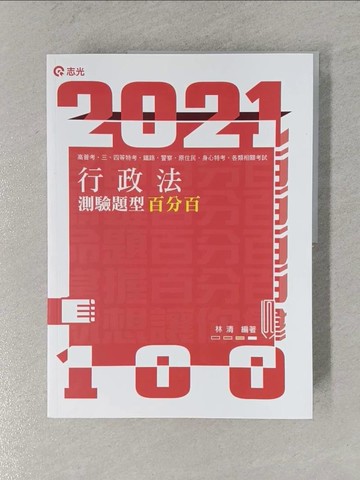 志光
2021
高普考・三、四等特考・鐵路・警察・原住民・身心特考・各類相關考試
行政法
測驗題型百分百
林清 編著
100